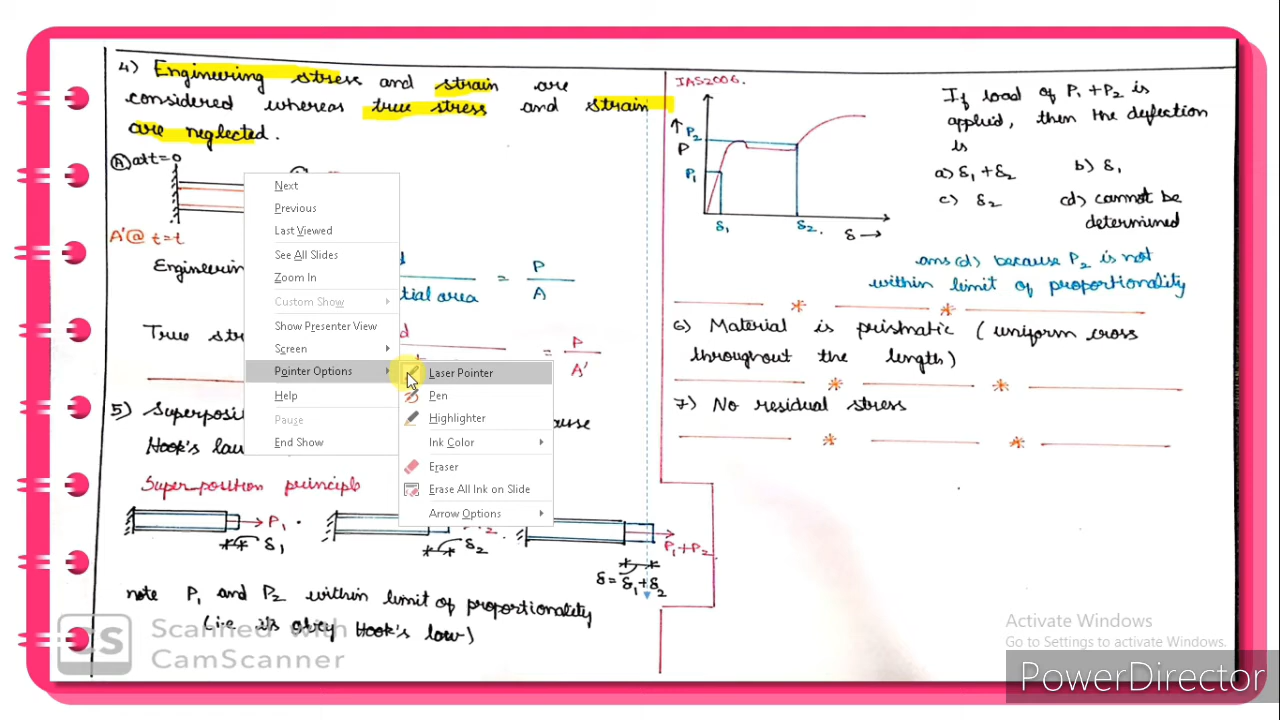 4) Engineering stress and strain are
considered whereas true stress and strain
are neglected.
(A) at t=0
A'@ t=t
Engineering
tial area
= P
A
True st
= P
A'
5) Superposi
Hook's law
Superposition principle
P₁
δ₁
δ₂
P₁+P₂
δ=δ₁+δ₂
note P₁ and P₂ within limit of proportionality
(i.e it's obey Hook's law)
Next
Previous
Last Viewed
See All Slides
Zoom In
Custom Show
Show Presenter View
Screen
Pointer Options
Help
Pause
End Show
Laser Pointer
Pen
Highlighter
Ink Color
Eraser
Erase All Ink on Slide
Arrow Options
IAS2006.
P₂
P
P₁
δ₁ δ₂. δ →
If load of P₁+P₂ is
applied, then the deflection
is
a) δ₁+δ₂ b) δ₁
c) δ₂ (d) cannot be
determined
ans(d) because P₂ is not
within limit of proportionality
6) Material is prismatic (uniform cross
throughout the length)
7) No residual stress
CS
Scanned with
CamScanner
Activate Windows
Go to Settings to activate Windows.
PowerDirector